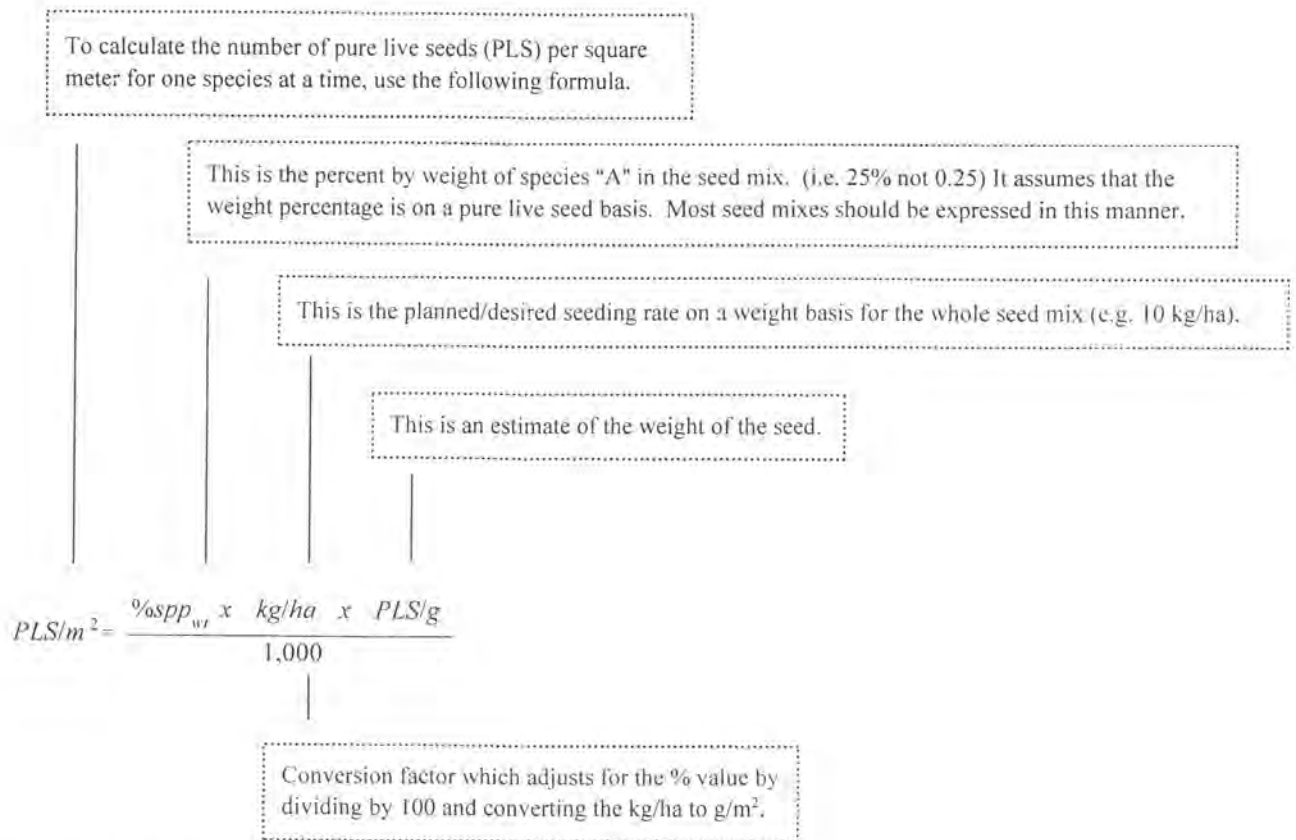 To calculate the number of pure live seeds (PLS) per square
meter for one species at a time, use the following formula.
This is the percent by weight of species "A" in the seed mix. (i.e. 25% not 0.25) It assumes that the
weight percentage is on a pure live seed basis. Most seed mixes should be expressed in this manner.
This is the planned/desired seeding rate on a weight basis for the whole seed mix (e.g. 10 kg/ha).
This is an estimate of the weight of the seed.
PLS/m² = %spp_wt x kg/ha x PLS/g
1,000
Conversion factor which adjusts for the % value by
dividing by 100 and converting the kg/ha to g/m².